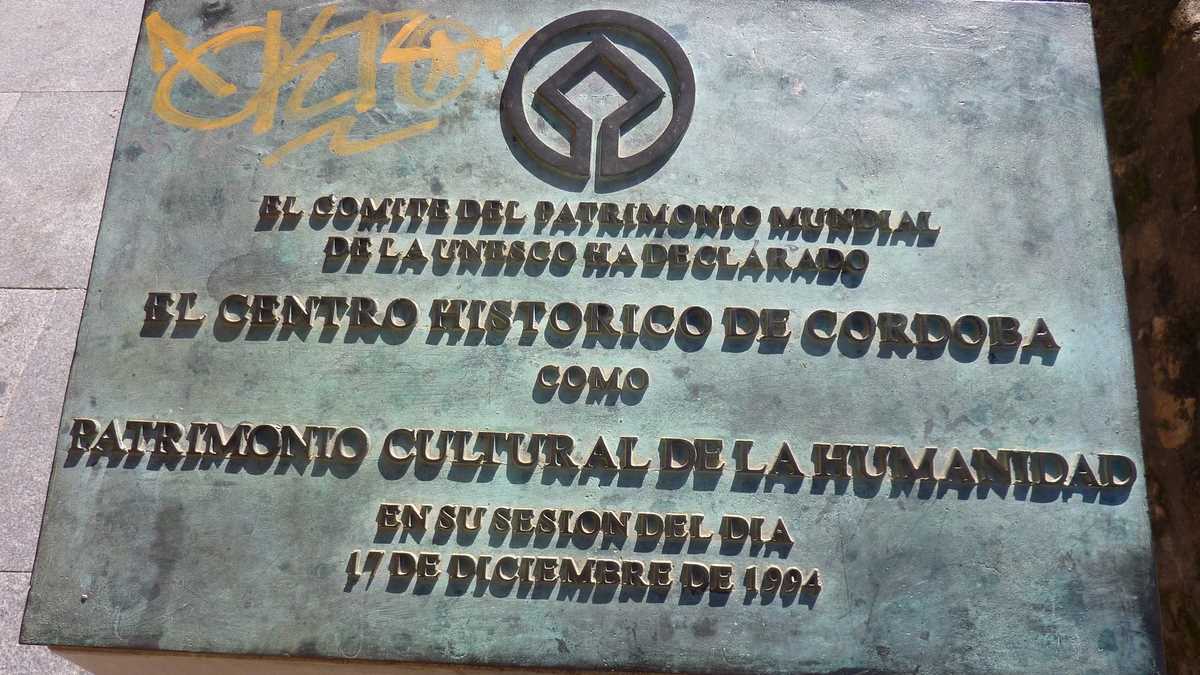 EL COMITE DEL PATRIMONIO MUNDIAL
DE LA UNESCO HA DECLARADO
EL CENTRO HISTORICO DE CORDOBA
COMO
PATRIMONIO CULTURAL DE LA HUMANIDAD
EN SU SESION DEL DIA
17 DE DICIEMBRE DE 1994